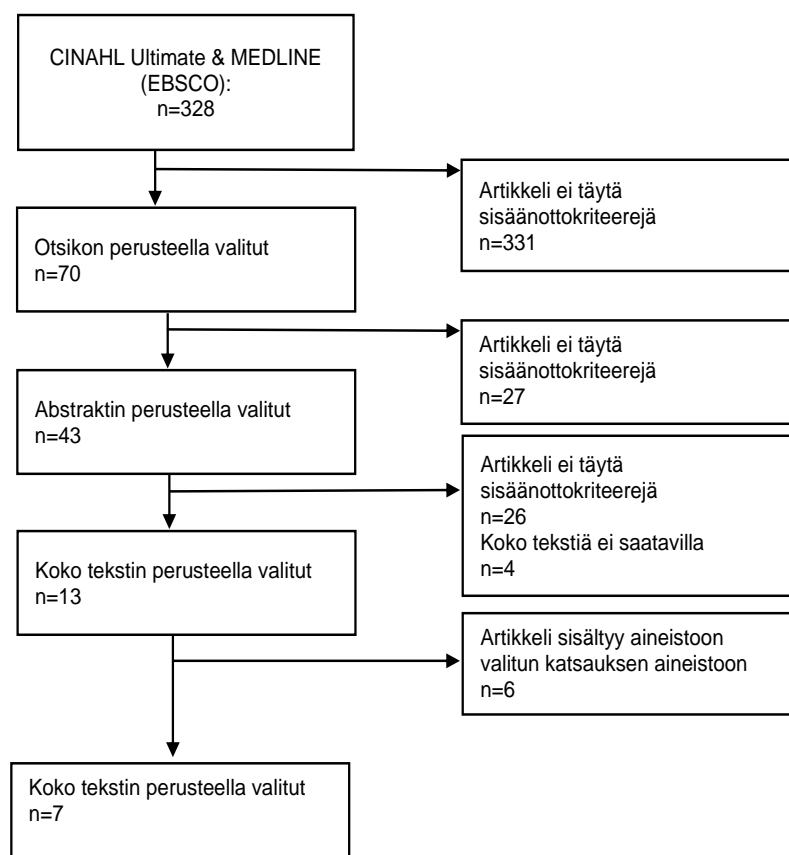 CINAHL Ultimate & MEDLINE
(EBSCO):
n=328
Artikkeli ei täytä
sisäänottokriteerejä
n=331
Otsikon perusteella valitut
n=70
Artikkeli ei täytä
sisäänottokriteerejä
n=27
Abstraktin perusteella valitut
n=43
Artikkeli ei täytä
sisäänottokriteerejä
n=26
Koko tekstiä ei saatavilla
n=4
Koko tekstin perusteella valitut
n=13
Artikkeli sisältyy aineistoon
valitun katsauksen aineistoon
n=6
Koko tekstin perusteella valitut
n=7